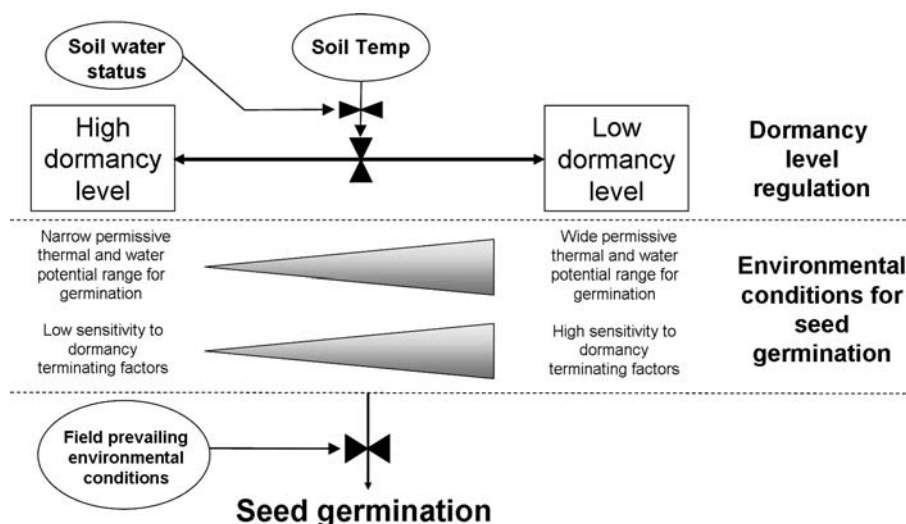 Soil water
status
Soil Temp
High
dormancy
level
Low
dormancy
level
Dormancy
level
regulation
Narrow permissive
thermal and water
potential range for
germination
Wide permissive
thermal and water
potential range for
germination
Low sensitivity to
dormancy
terminating factors
High sensitivity to
dormancy
terminating factors
Environmental
conditions for
seed
germination
Field prevailing
environmental
conditions
Seed germination